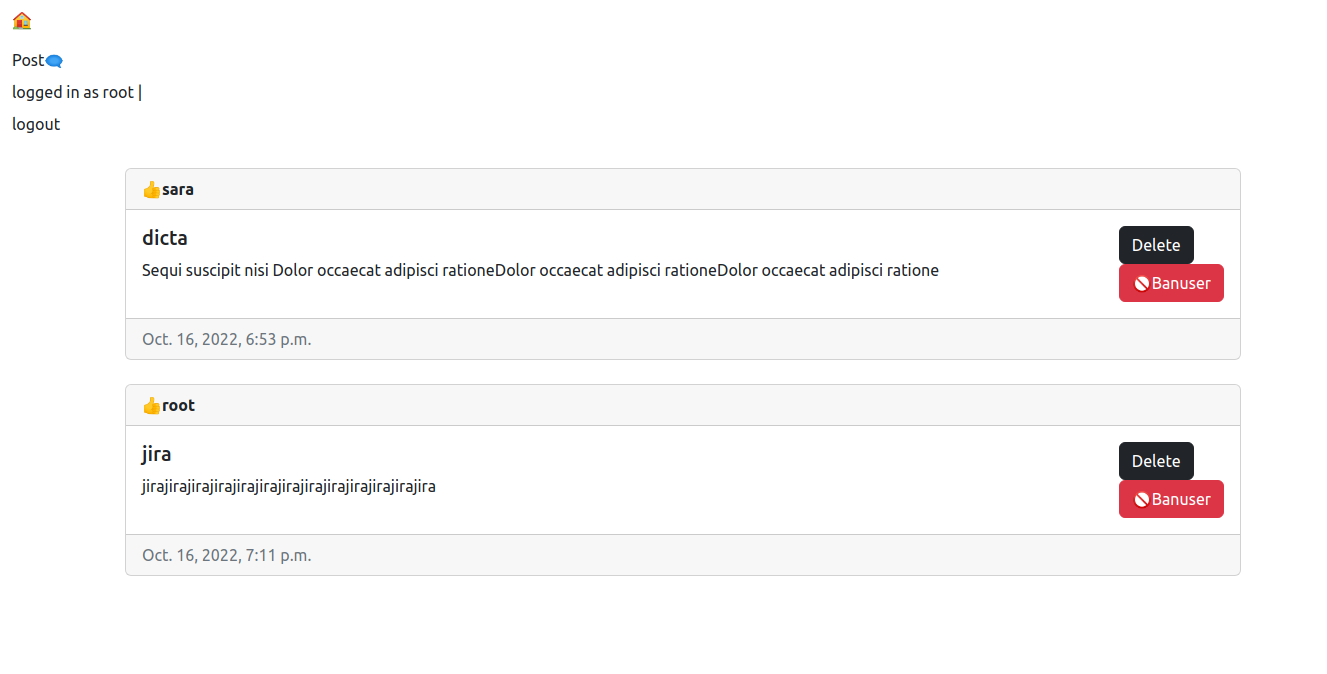 Post
logged in as root |
logout
sara
dicta
Delete
Sequi suscipit nisi Dolor occaecat adipisci rationeDolor occaecat adipisci rationeDolor occaecat adipisci ratione
Banuser
Oct. 16, 2022, 6:53 p.m.
root
jira
Delete
jirajirajirajirajirajirajirajirajirajirajirajirajira
Banuser
Oct. 16, 2022, 7:11 p.m.